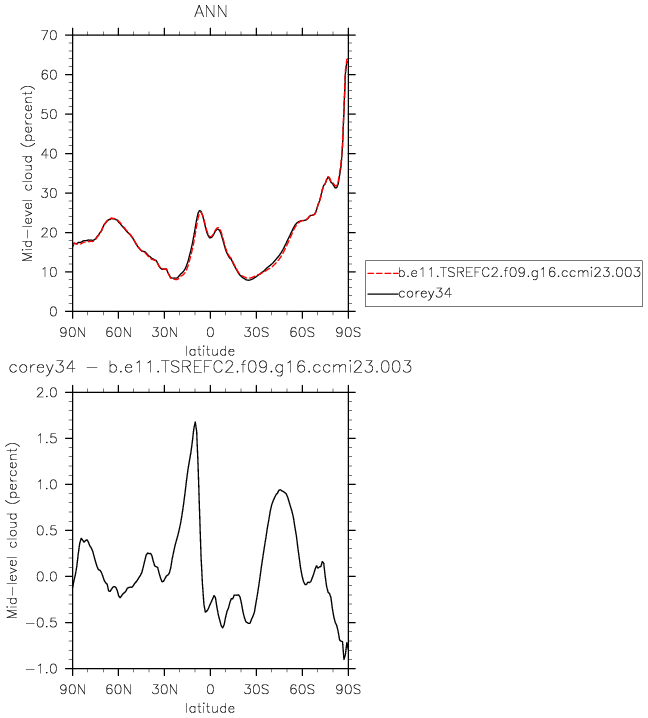 ANN
70
60
50
40
30
20
10
0
Mid-level cloud (percent)
90N 60N 30N 0 30S 60S 90S
latitude
b.e11.TSREFC2.f09.g16.ccmi23.003
corey34
corey34 - b.e11.TSREFC2.f09.g16.ccmi23.003
2.0
1.5
1.0
0.5
0.0
-0.5
-1.0
Mid-level cloud (percent)
90N 60N 30N 0 30S 60S 90S
latitude